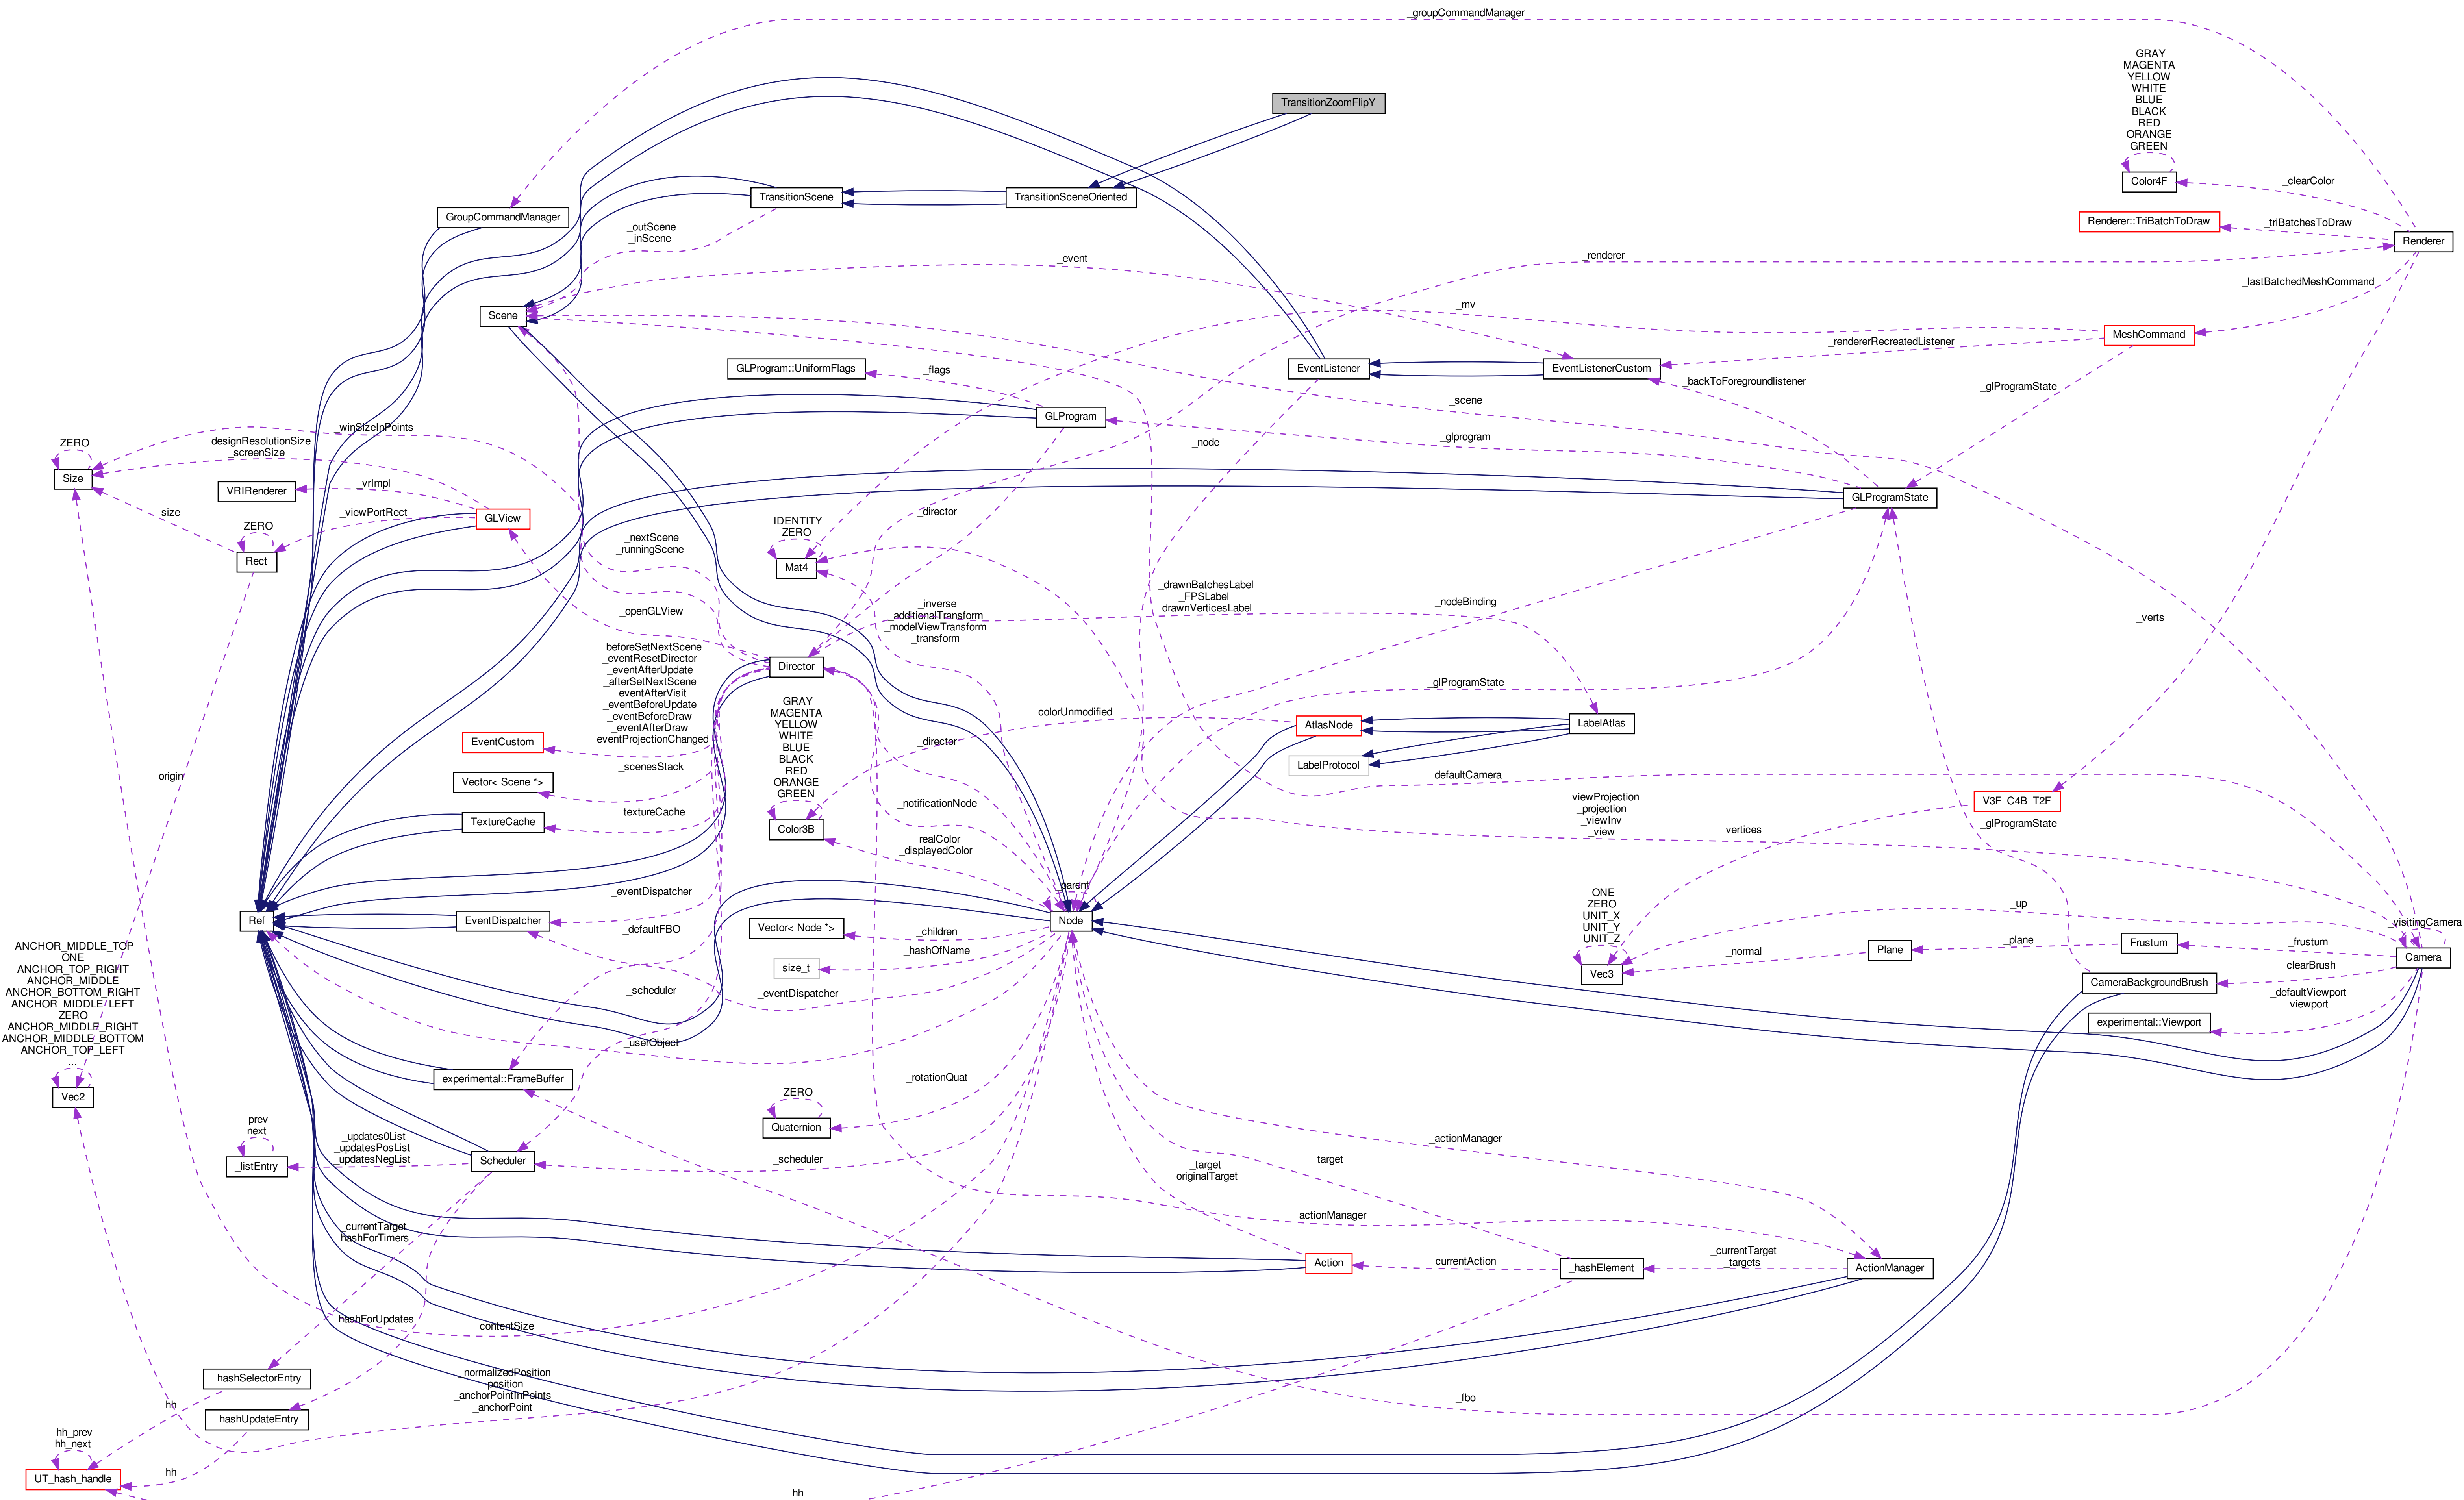 _groupCommandManager
GRAY
MAGENTA
YELLOW
WHITE
BLUE
BLACK
RED
ORANGE
GREEN
TransitionZoomFlipY
Color4F
_clearColor
TransitionScene
TransitionSceneOriented
GroupCommandManager
Renderer::TriBatchToDraw
_triBatchesToDraw
Renderer
_outScene
_inScene
_event
_renderer
_lastBatchedMeshCommand
_mv
Scene
MeshCommand
_rendererRecreatedListener
GLProgram::UniformFlags
_flags
EventListener
EventListenerCustom
_backToForegroundlistener
_glProgramState
_scene
GLProgram
_winSizeInPoints
_designResolutionSize
_screenSize
ZERO
_node
_glprogram
Size
VRIRenderer
_vrImpl
GLProgramState
size
_viewPortRect
GLView
_director
ZERO
IDENTITY
ZERO
Rect
_nextScene
_runningScene
Mat4
_drawnBatchesLabel
_FPSLabel
_drawnVerticesLabel
_nodeBinding
_openGLView
_inverse
_additionalTransform
_modelViewTransform
_transform
_verts
_beforeSetNextScene
_eventResetDirector
_eventAfterUpdate
_afterSetNextScene
_eventAfterVisit
_eventBeforeUpdate
_eventBeforeDraw
_eventAfterDraw
_eventProjectionChanged
Director
_glProgramState
GRAY
MAGENTA
YELLOW
WHITE
BLUE
BLACK
RED
ORANGE
GREEN
_colorUnmodified
AtlasNode
LabelAtlas
EventCustom
_director
LabelProtocol
origin
_scenesStack
Vector< Scene *>
_defaultCamera
_notificationNode
_viewProjection
_projection
_viewInv
_view
V3F_C4B_T2F
TextureCache
_textureCache
Color3B
_realColor
_displayedColor
vertices
_glProgramState
_parent
_eventDispatcher
ONE
ZERO
UNIT_X
UNIT_Y
UNIT_Z
_up
Ref
EventDispatcher
Node
_visitingCamera
Vector< Node *>
_children
_defaultFBO
_plane
Frustum
_frustum
Plane
_normal
Camera
ANCHOR_MIDDLE_TOP
ONE
ANCHOR_TOP_RIGHT
ANCHOR_MIDDLE
ANCHOR_BOTTOM_RIGHT
ANCHOR_MIDDLE_LEFT
ZERO
ANCHOR_MIDDLE_RIGHT
ANCHOR_MIDDLE_BOTTOM
ANCHOR_TOP_LEFT
...
size_t
_hashOfName
Vec3
_clearBrush
CameraBackgroundBrush
_scheduler
_eventDispatcher
_defaultViewport
_viewport
experimental::Viewport
_userObject
experimental::FrameBuffer
_rotationQuat
Vec2
ZERO
Quaternion
prev
next
_updates0List
_updatesPosList
_updatesNegList
_actionManager
_listEntry
Scheduler
_scheduler
_target
_originalTarget
target
_currentTarget
_hashForTimers
_actionManager
Action
currentAction
_hashElement
_currentTarget
_targets
ActionManager
_hashForUpdates
_contentSize
_hashSelectorEntry
_normalizedPosition
_position
_anchorPointInPoints
_anchorPoint
hh
_fbo
_hashUpdateEntry
hh_prev
hh_next
hh
UT_hash_handle
hh